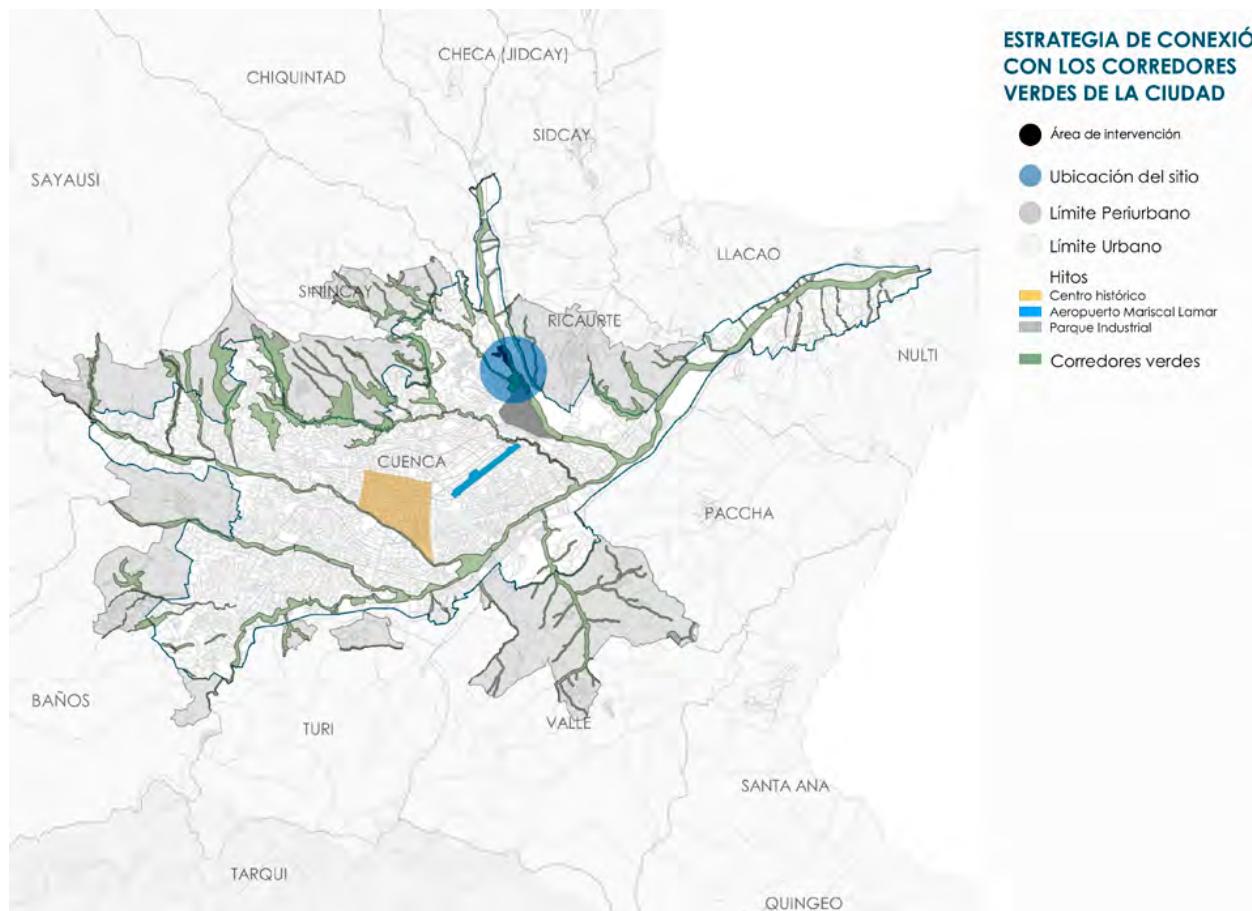 ESTRATEGIA DE CONEXIÓ
CON LOS CORREDORES
VERDES DE LA CIUDAD
Área de intervención
Ubicación del sitio
Límite Periurbano
Límite Urbano
Hitos
Centro histórico
Aeropuerto Mariscal Lamar
Parque Industrial
Corredores verdes
CHECA (JIDCAY)
CHIQUINTAD
SIDCAY
SAYAUSI
LLACAO
SININCAY
RICAURTE
NULTI
CUENCA
PACCHA
BAÑOS
TURI
VALLE
SANTA ANA
TARQUI
QUINGEO